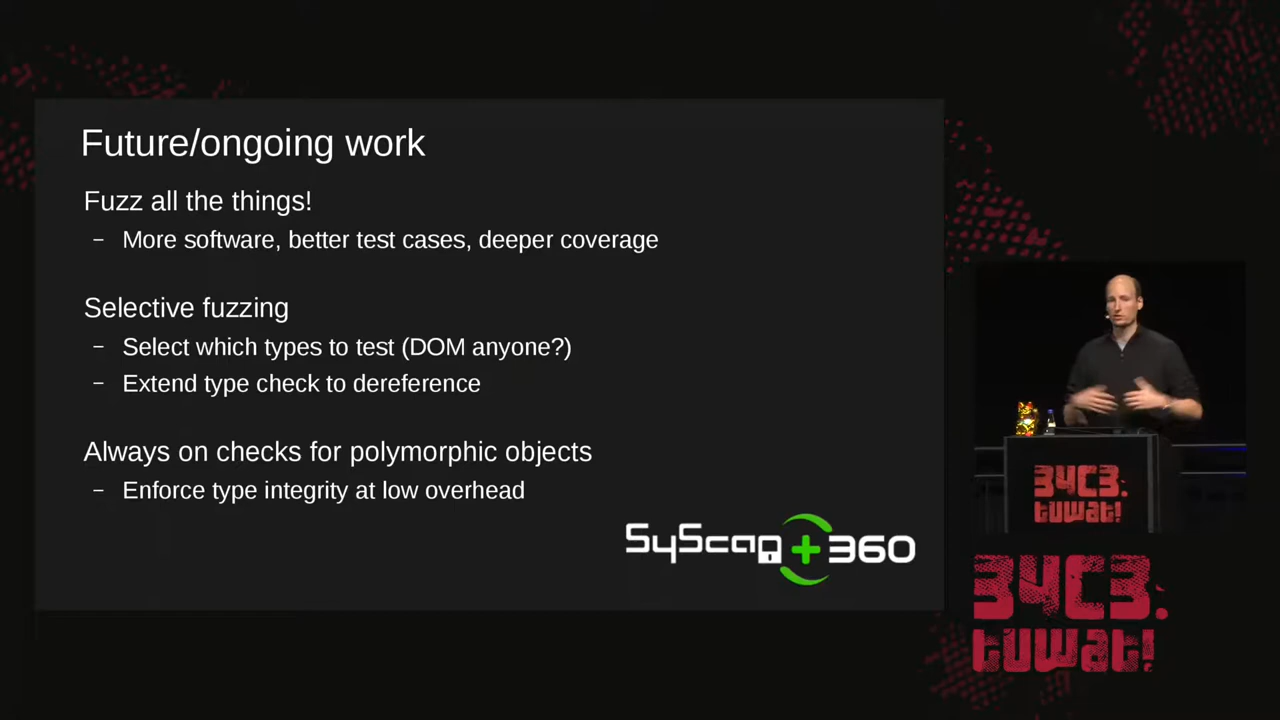 Future/ongoing work
Fuzz all the things!
– More software, better test cases, deeper coverage
Selective fuzzing
– Select which types to test (DOM anyone?)
– Extend type check to dereference
Always on checks for polymorphic objects
– Enforce type integrity at low overhead
SyScan+360
34C3.
tuwat!
34C3.
tuwat!